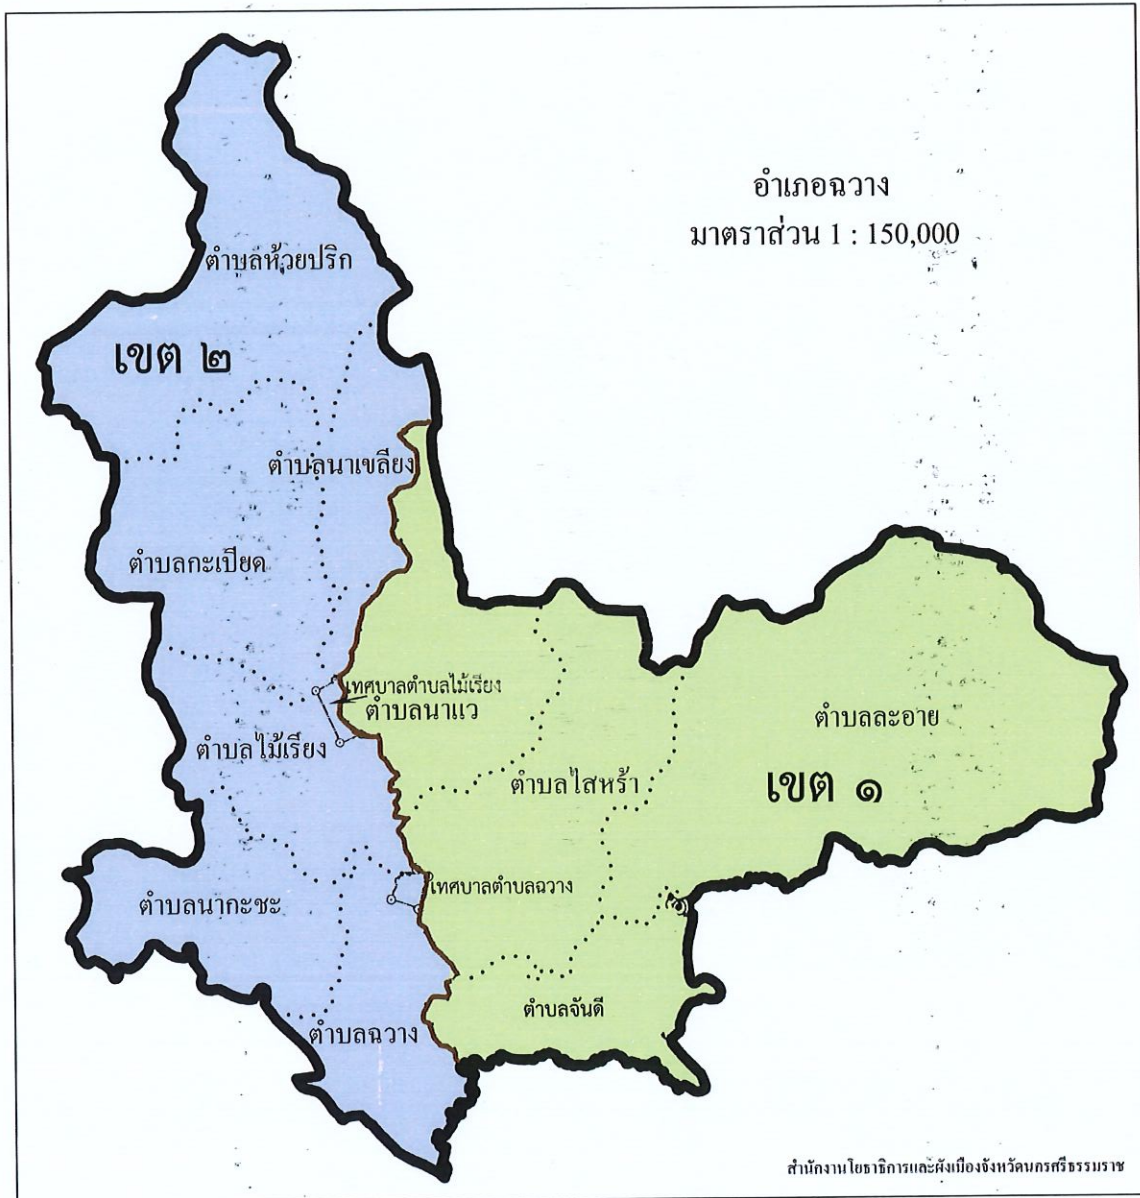 อำเภอฉวาง
มาตราส่วน 1 : 150,000
ตำบลห้วยปริก
เขต ๒
ตำบลนาเขลียง
ตำบลกะเปียด
เทศบาลตำบลไม้เรียง
ตำบลนาแว
ตำบลละอาย
ตำบลไม้เรียง
ตำบลไสหร้า
เขต ๑
เทศบาลตำบลฉวาง
ตำบลนากะชะ
ตำบลจันดี
ตำบลฉวาง
สำนักงานโยธาธิการและผังเมืองจังหวัดนครศรีธรรมราช